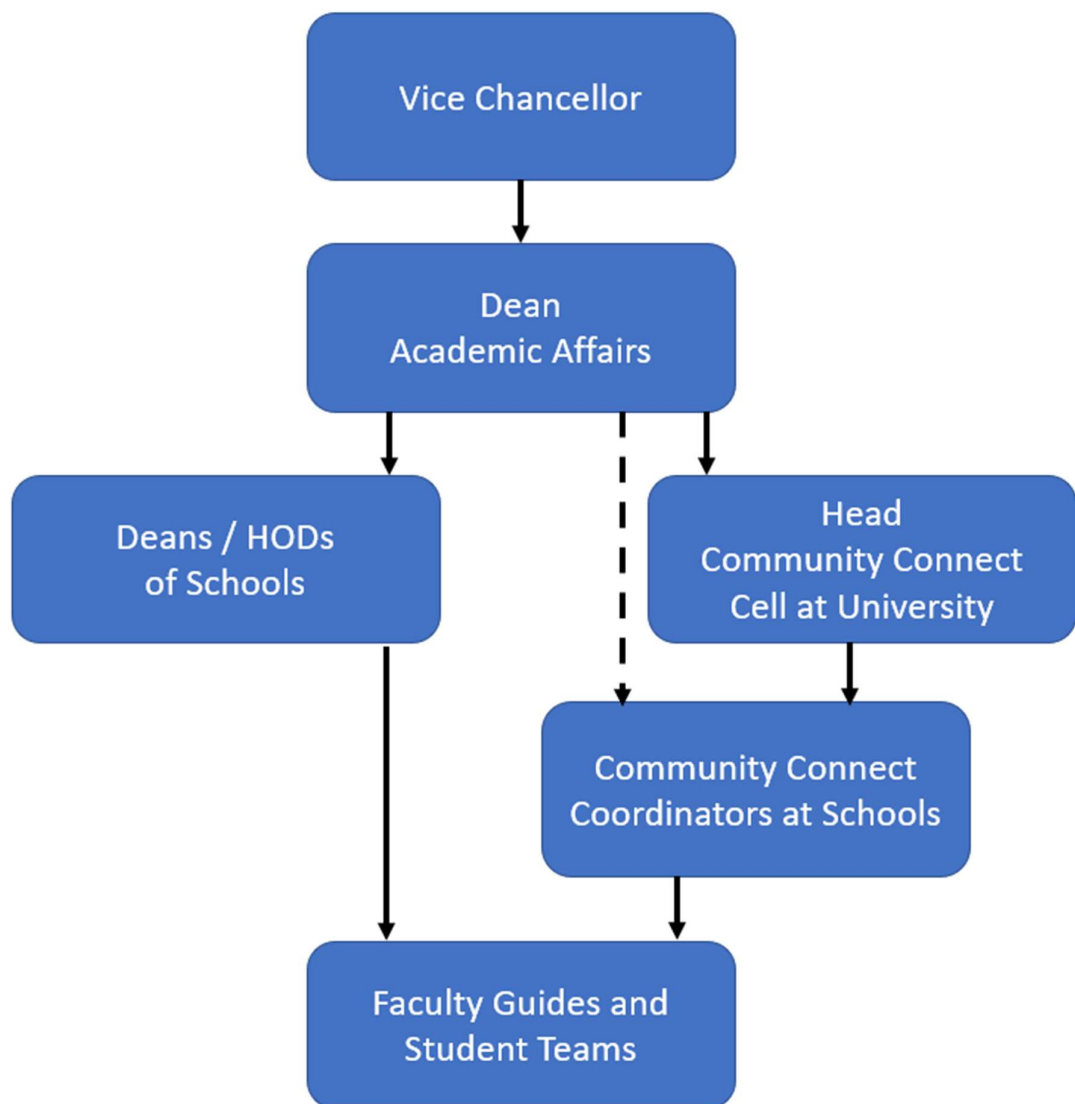 Vice Chancellor
Dean
Academic Affairs
Deans / HODs
of Schools
Head
Community Connect
Cell at University
Community Connect
Coordinators at Schools
Faculty Guides and
Student Teams